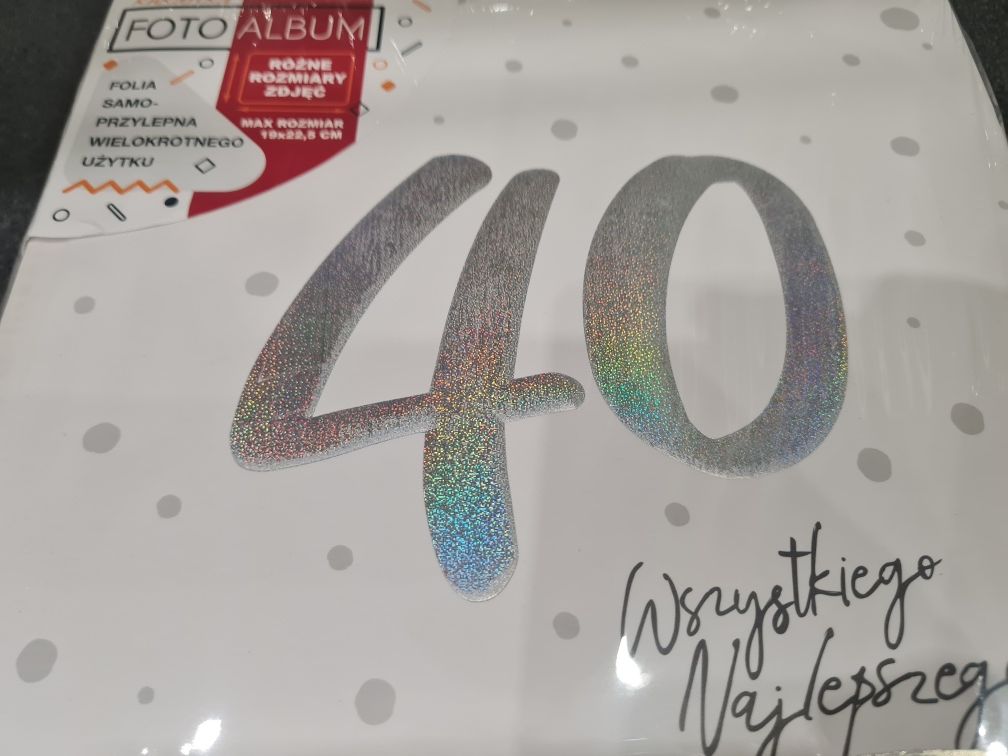 FOTO ALBUM
RÓŻNE
ROZMIARY
ZDJĘĆ
MAX ROZMIAR
19x22,5 CM
FOLIA
SAMO-
PRZYLEPNA
WIELOKROTNEGO
UŻYTKU
40
Wszystkiego
Najlepszeg